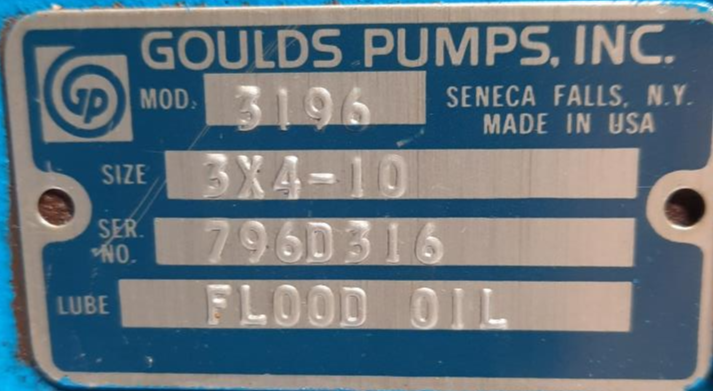 GOULDS PUMPS, INC.
MOD. 3196
SENECA FALLS, N.Y.
MADE IN USA
SIZE 3X4-10
SER. NO. 796D316
LUBE FLOOD OIL